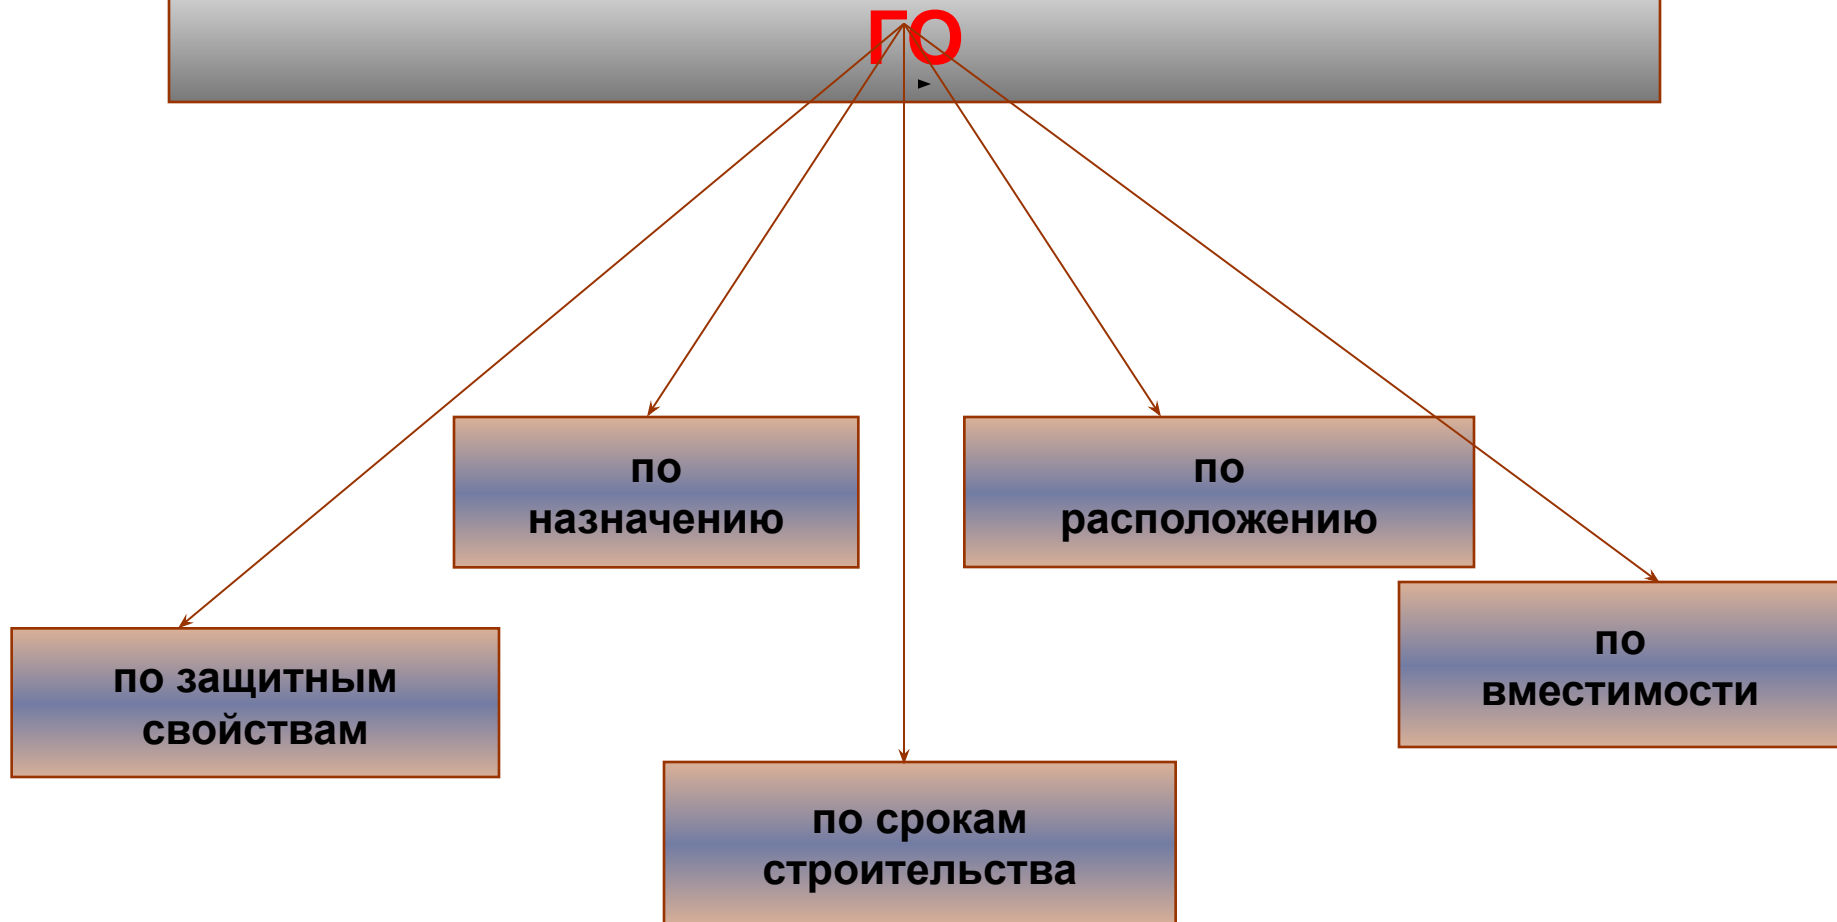 ГО
►
по
назначению
по
расположению
по защитным
свойствам
по
вместимости
по срокам
строительства